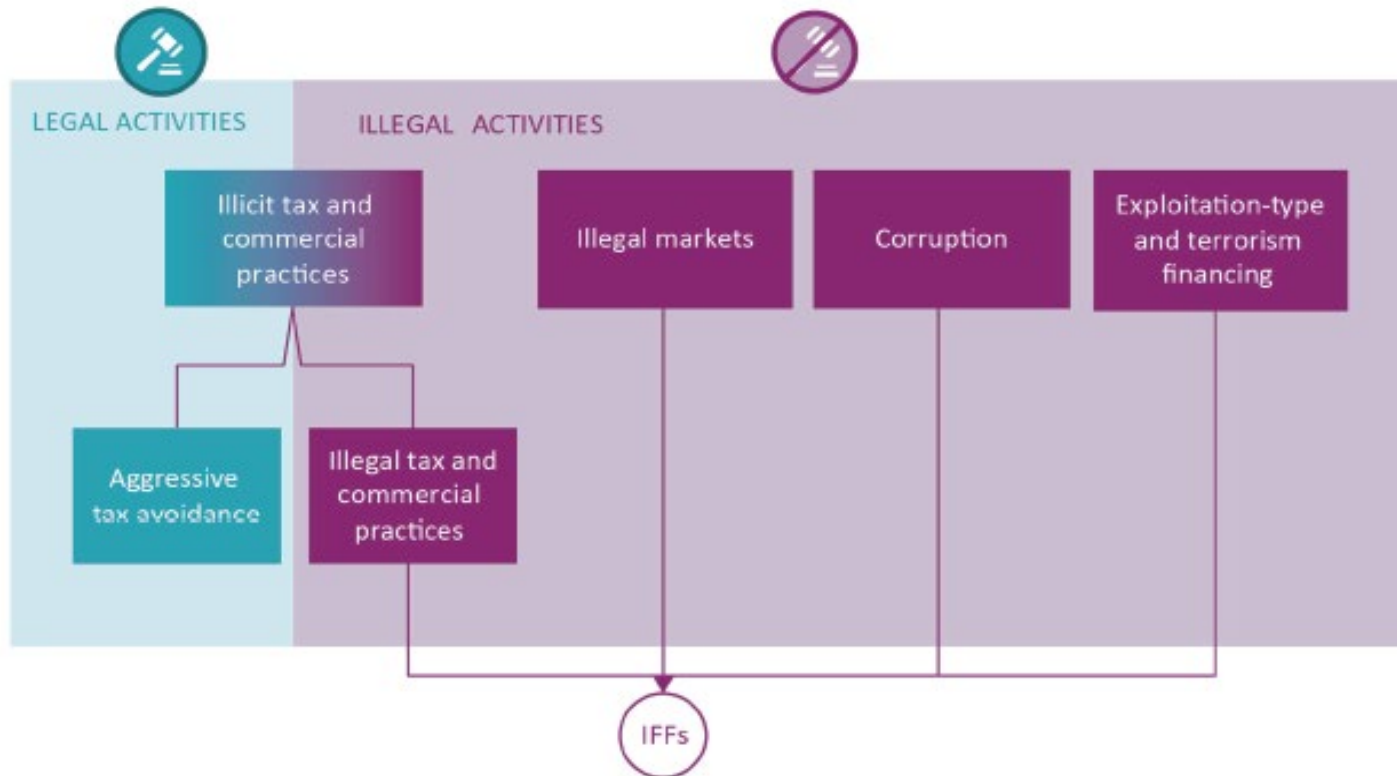 LEGAL ACTIVITIES
ILLEGAL ACTIVITIES
Illicit tax and
commercial
practices
Illegal markets
Corruption
Exploitation-type
and terrorism
financing
Aggressive
tax avoidance
Illegal tax and
commercial
practices
IFFs